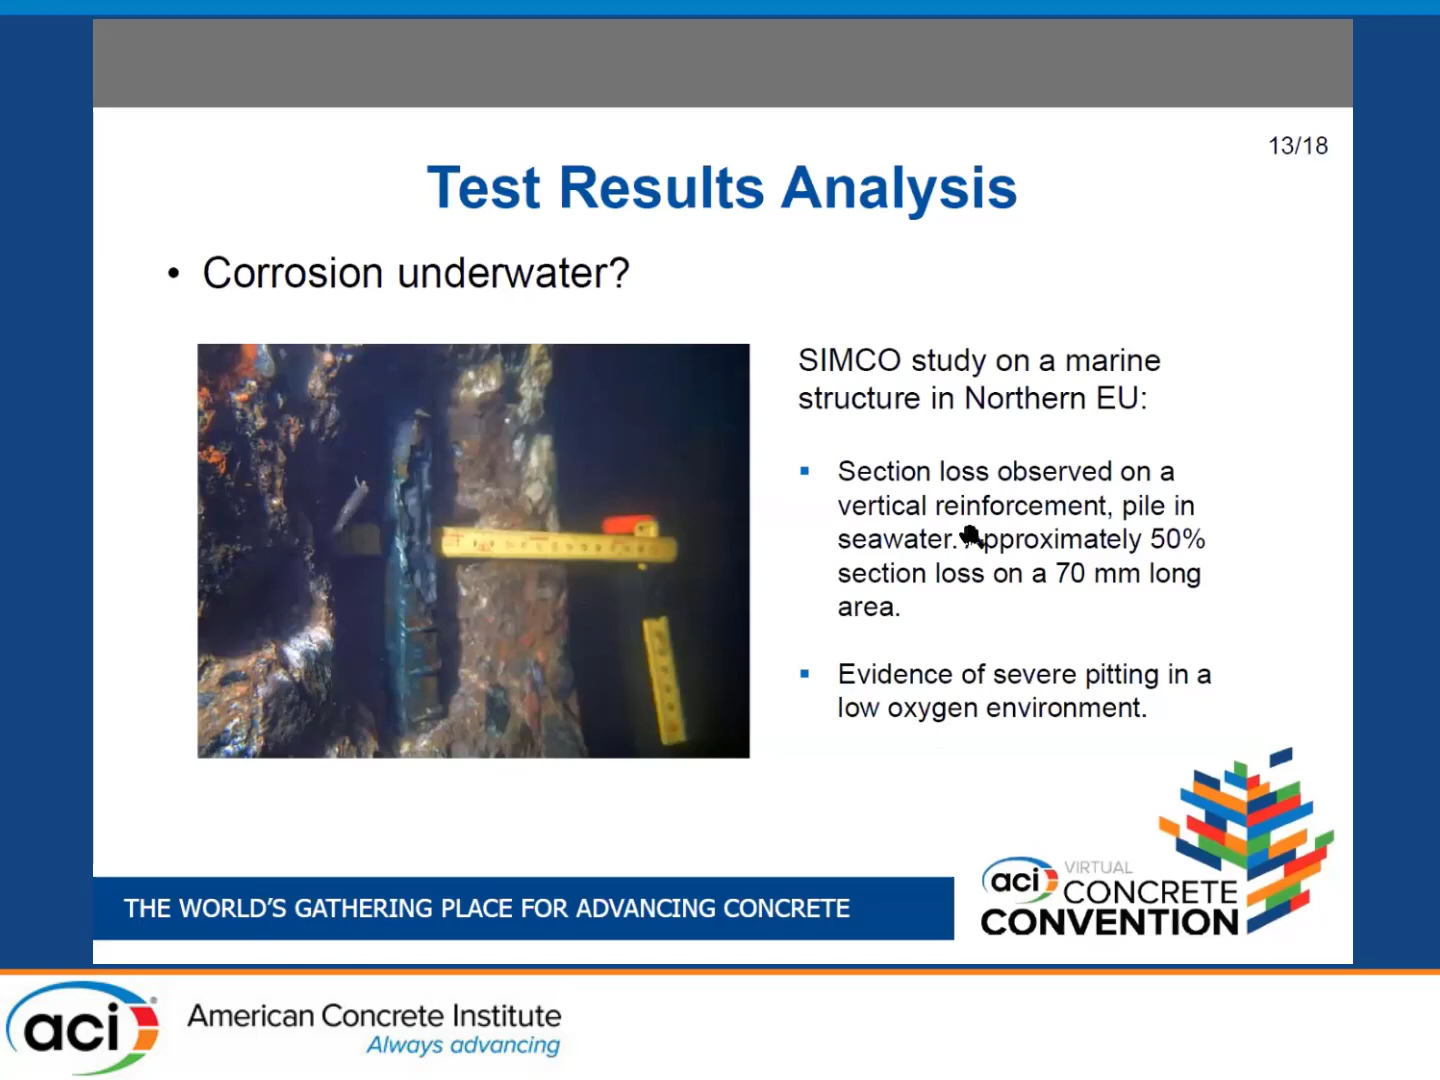 13/18
Test Results Analysis
• Corrosion underwater?
SIMCO study on a marine
structure in Northern EU:
▪ Section loss observed on a
vertical reinforcement, pile in
seawater. Approximately 50%
section loss on a 70 mm long
area.
▪ Evidence of severe pitting in a
low oxygen environment.
THE WORLD'S GATHERING PLACE FOR ADVANCING CONCRETE
aci VIRTUAL
CONCRETE
CONVENTION
aci American Concrete Institute
Always advancing